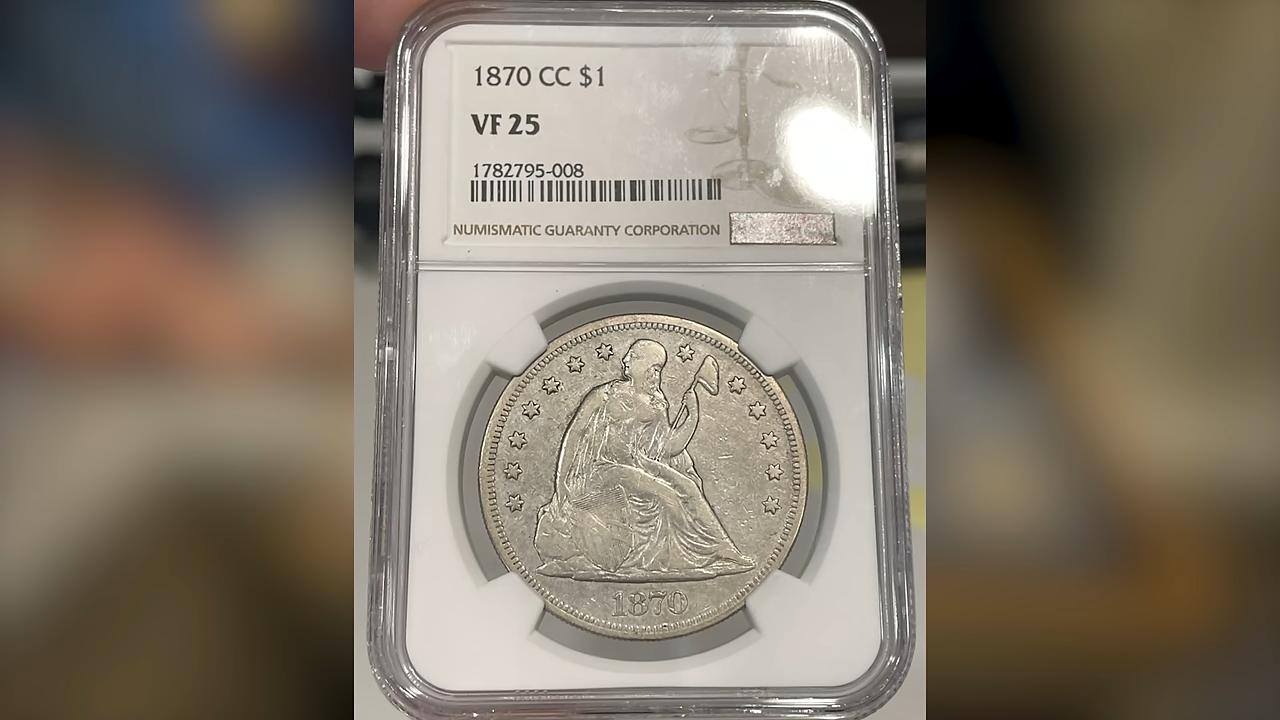 1870 CC $1
VF 25
1782795-008
NUMISMATIC GUARANTY CORPORATION
1870